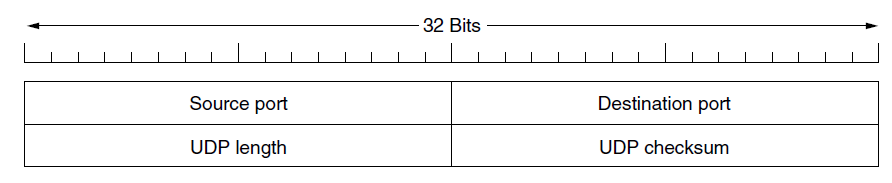 32 Bits
Source port Destination port
UDP length UDP checksum